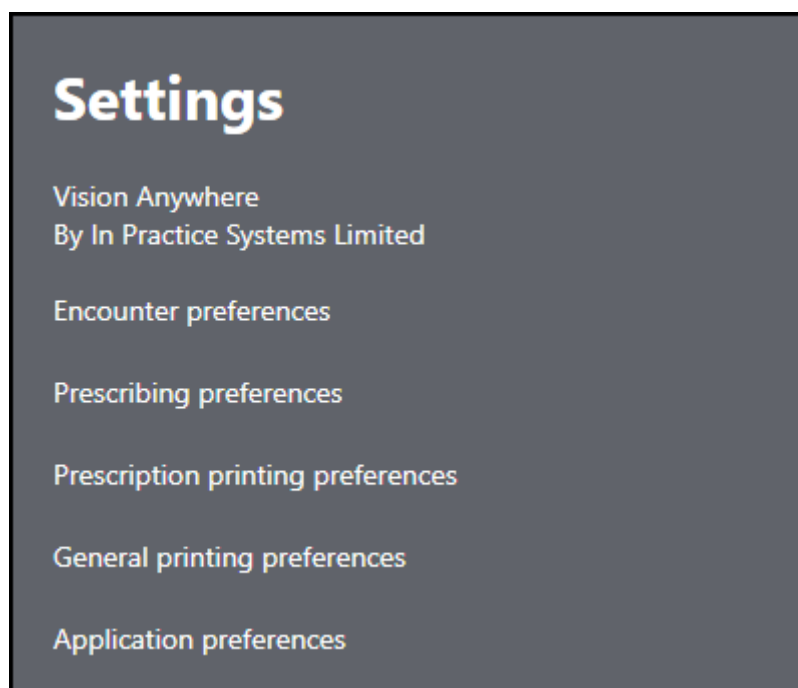 Settings
Vision Anywhere
By In Practice Systems Limited
Encounter preferences
Prescribing preferences
Prescription printing preferences
General printing preferences
Application preferences